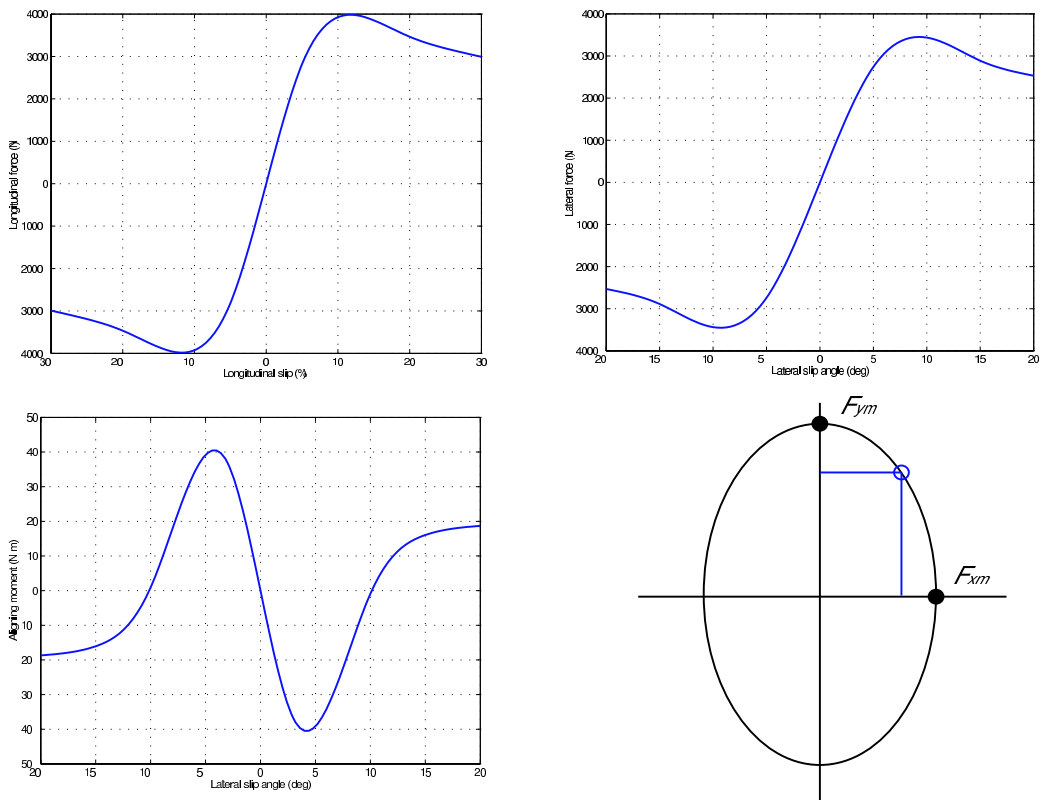 4000
3000
2000
1000
0
1000
2000
3000
4000
30 20 10 0 10 20 30
Longitudinal slip (%)
Longitudinal force (N)
4000
3000
2000
1000
0
1000
2000
3000
4000
20 15 10 5 0 5 10 15 20
Lateral slip angle (deg)
Lateral force (N)
50
40
30
20
10
0
10
20
30
40
50
20 15 10 5 0 5 10 15 20
Lateral slip angle (deg)
Aligning moment (N m)
Fym
Fxm